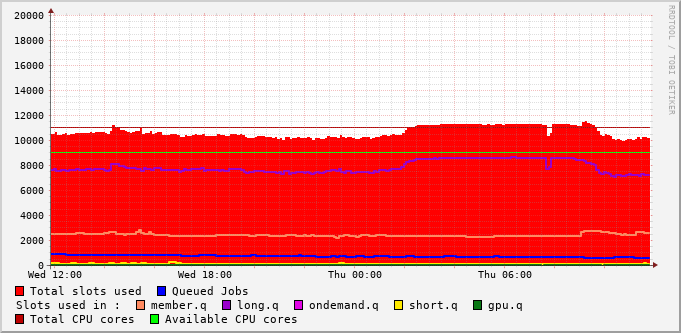 20000
18000
16000
14000
12000
10000
8000
6000
4000
2000
0
Wed 12:00 Wed 18:00 Thu 00:00 Thu 06:00
Total slots used Queued Jobs
Slots used in : member.q long.q ondemand.q short.q gpu.q
Total CPU cores Available CPU cores
RRDTOOL / TOBI OETIKER